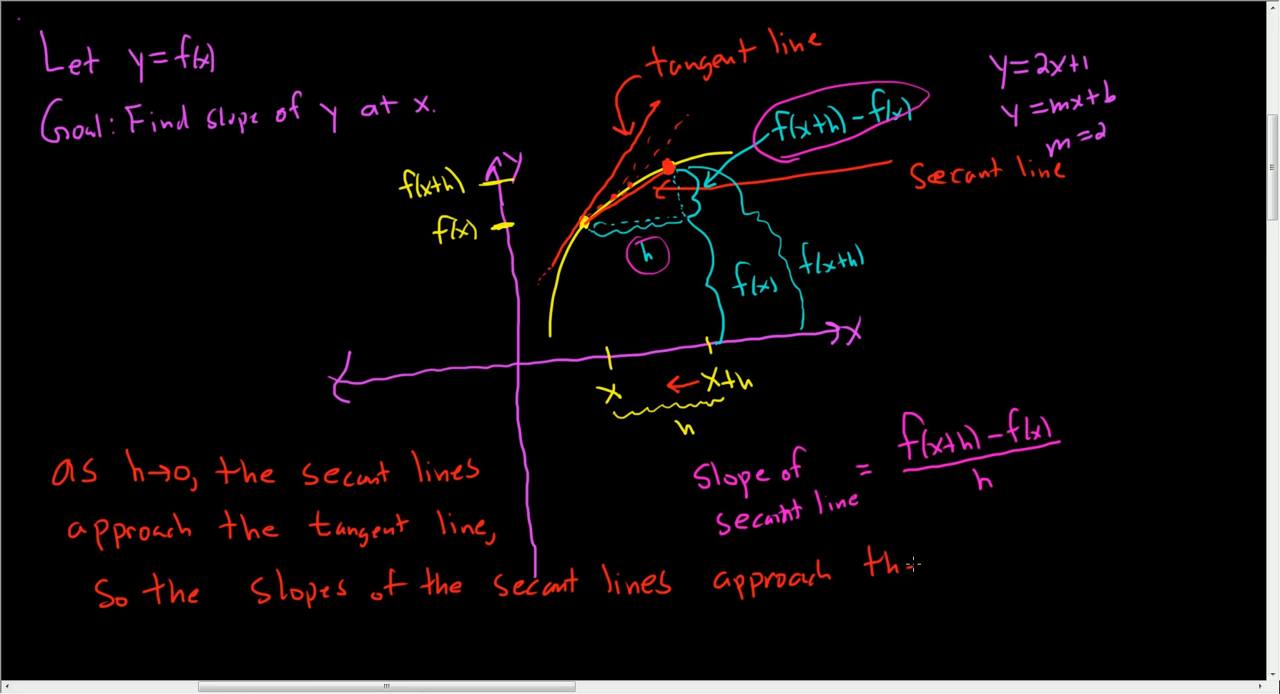 Let y=f(x)
Goal: Find slope of y at x.
tangent line
y=2x+1
y=mx+b
m=2
f(x+h)-f(x)
secant line
y
f(x+h)
f(x)
h
f(x)
f(x+h)
x
x
x+h
h
as h→0, the secant lines
approach the tangent line,
So the slopes of the secant lines approach th
slope of
secant line
=
f(x+h)-f(x)
h